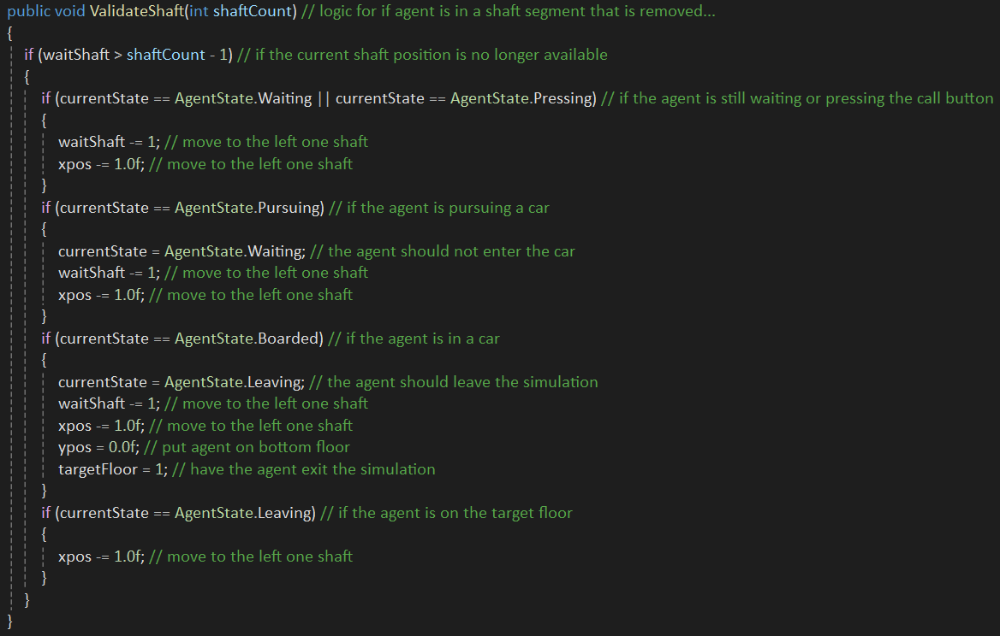 public void ValidateShaft(int shaftCount) // logic for if agent is in a shaft segment that is removed...
{
if (waitShaft > shaftCount - 1) // if the current shaft position is no longer available
{
if (currentState == AgentState.Waiting || currentState == AgentState.Pressing) // if the agent is still waiting or pressing the call button
{
waitShaft -= 1; // move to the left one shaft
xpos -= 1.0f; // move to the left one shaft
}
if (currentState == AgentState.Pursuing) // if the agent is pursuing a car
{
currentState = AgentState.Waiting; // the agent should not enter the car
waitShaft -= 1; // move to the left one shaft
xpos -= 1.0f; // move to the left one shaft
}
if (currentState == AgentState.Boarded) // if the agent is in a car
{
currentState = AgentState.Leaving; // the agent should leave the simulation
waitShaft -= 1; // move to the left one shaft
xpos -= 1.0f; // move to the left one shaft
ypos = 0.0f; // put agent on bottom floor
targetFloor = 1; // have the agent exit the simulation
}
if (currentState == AgentState.Leaving) // if the agent is on the target floor
{
xpos -= 1.0f; // move to the left one shaft
}
}
}